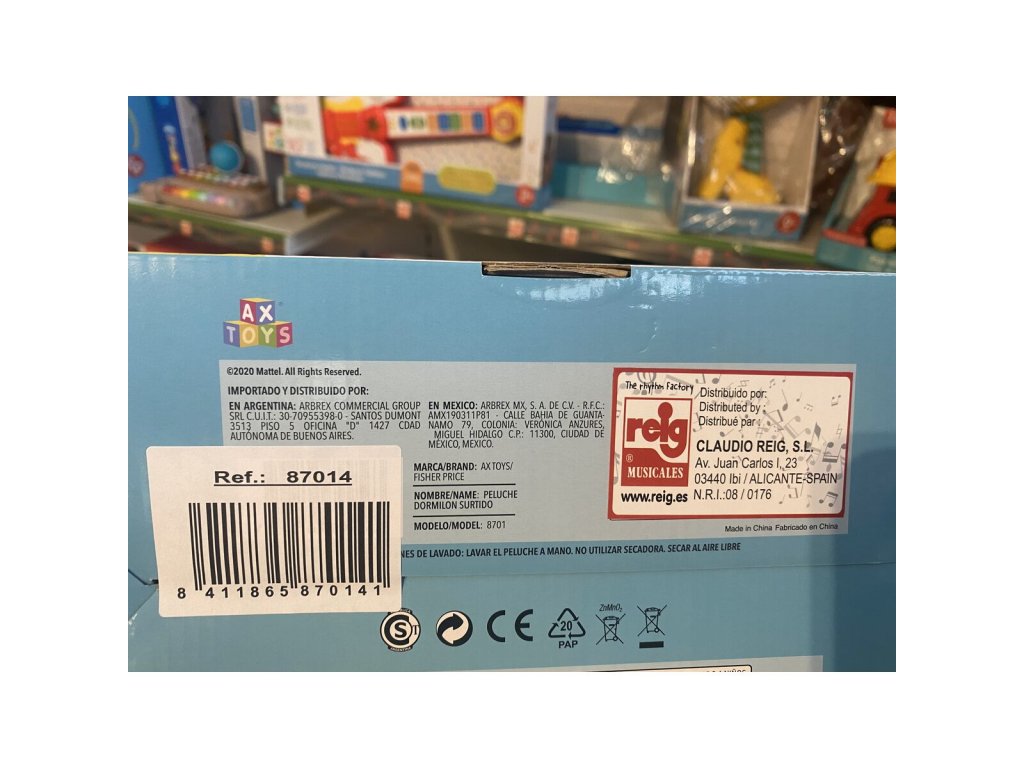 AX
TOYS
©2020 Mattel. All Rights Reserved.
IMPORTADO Y DISTRIBUIDO POR:
EN ARGENTINA: ARBREX COMMERCIAL GROUP
SRL C.U.I.T.: 30-70955398-0 - SANTOS DUMONT
3513 PISO 5 OFICINA "D" 1427 CDAD
AUTÓNOMA DE BUENOS AIRES.
EN MEXICO: ARBREX MX, S. A. DE C.V. - R.F.C.:
AMX190311P81 - CALLE BAHIA DE GUANTA-
NAMO 79, COLONIA: VERÓNICA ANZURES,
MIGUEL HIDALGO C.P.: 11300, CIUDAD DE
MÉXICO, MEXICO.
MARCA/BRAND: AX TOYS/
FISHER PRICE
NOMBRE/NAME: PELUCHE
DORMILON SURTIDO
MODELO/MODEL: 8701
The rhythm Factory
reig
®
MUSICALES
www.reig.es
Distribuido por:
Distributed by:
Distribué par:
CLAUDIO REIG, S.L.
Av. Juan Carlos I, 23
03440 Ibi / ALICANTE-SPAIN
N.R.I.:08 / 0176
Made in China Fabricado en China
Ref.: 87014
8 411865 870141
NES DE LAVADO: LAVAR EL PELUCHE A MANO. NO UTILIZAR SECADORA. SECAR AL AIRE LIBRE
CST
ARGENTINA
CE
20
PAP
ZnMnO₂